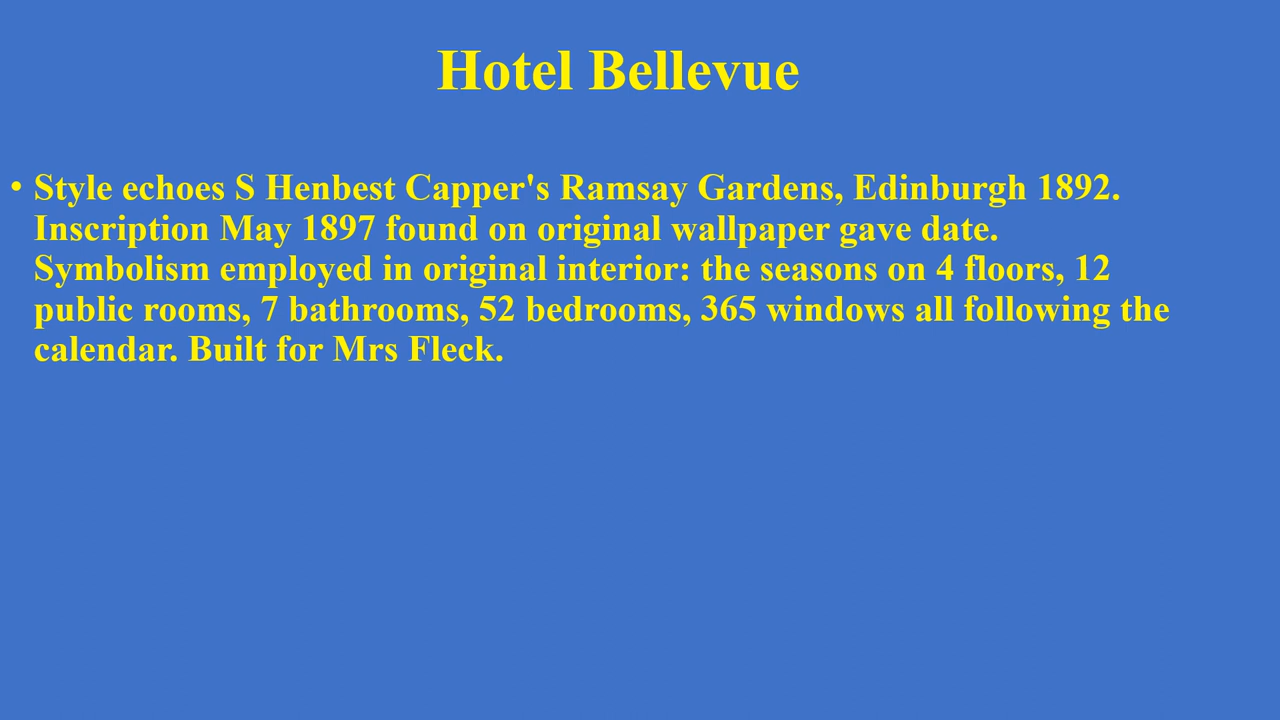 Hotel Bellevue
• Style echoes S Henbest Capper's Ramsay Gardens, Edinburgh 1892.
Inscription May 1897 found on original wallpaper gave date.
Symbolism employed in original interior: the seasons on 4 floors, 12
public rooms, 7 bathrooms, 52 bedrooms, 365 windows all following the
calendar. Built for Mrs Fleck.